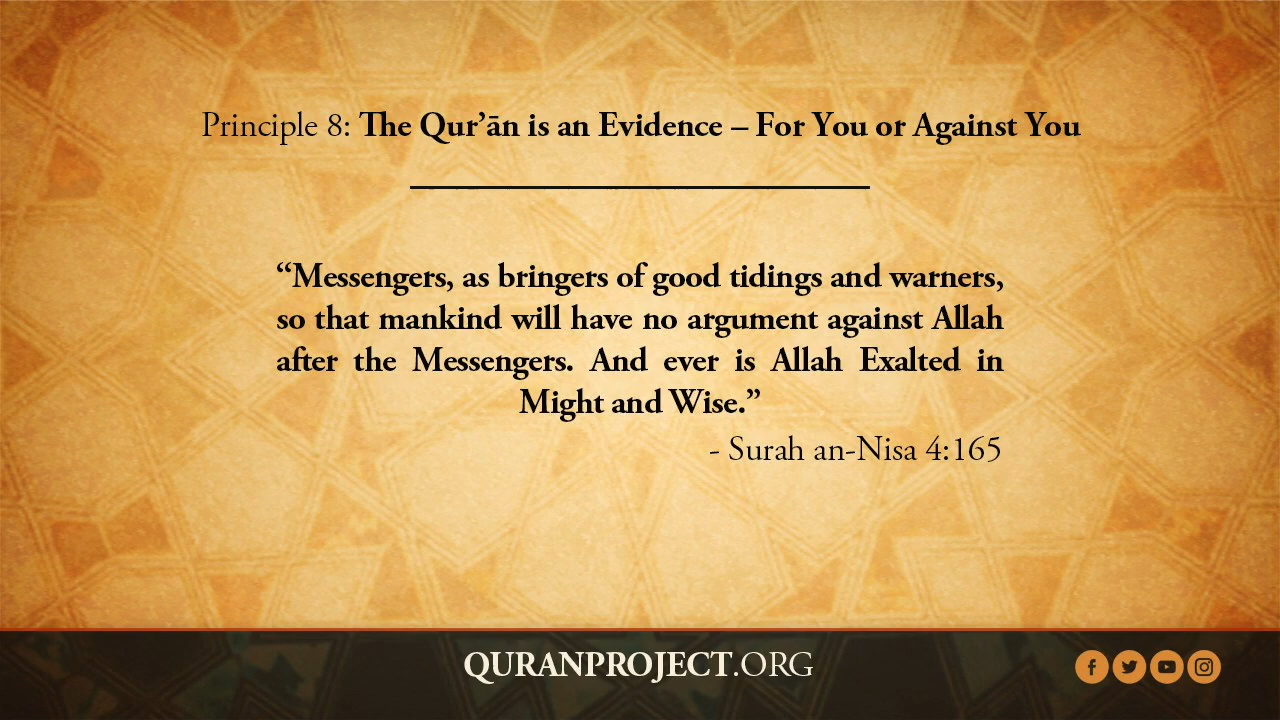 Principle 8: The Qur’ān is an Evidence – For You or Against You
“Messengers, as bringers of good tidings and warners,
so that mankind will have no argument against Allah
after the Messengers. And ever is Allah Exalted in
Might and Wise.”
- Surah an-Nisa 4:165
QURANPROJECT.ORG